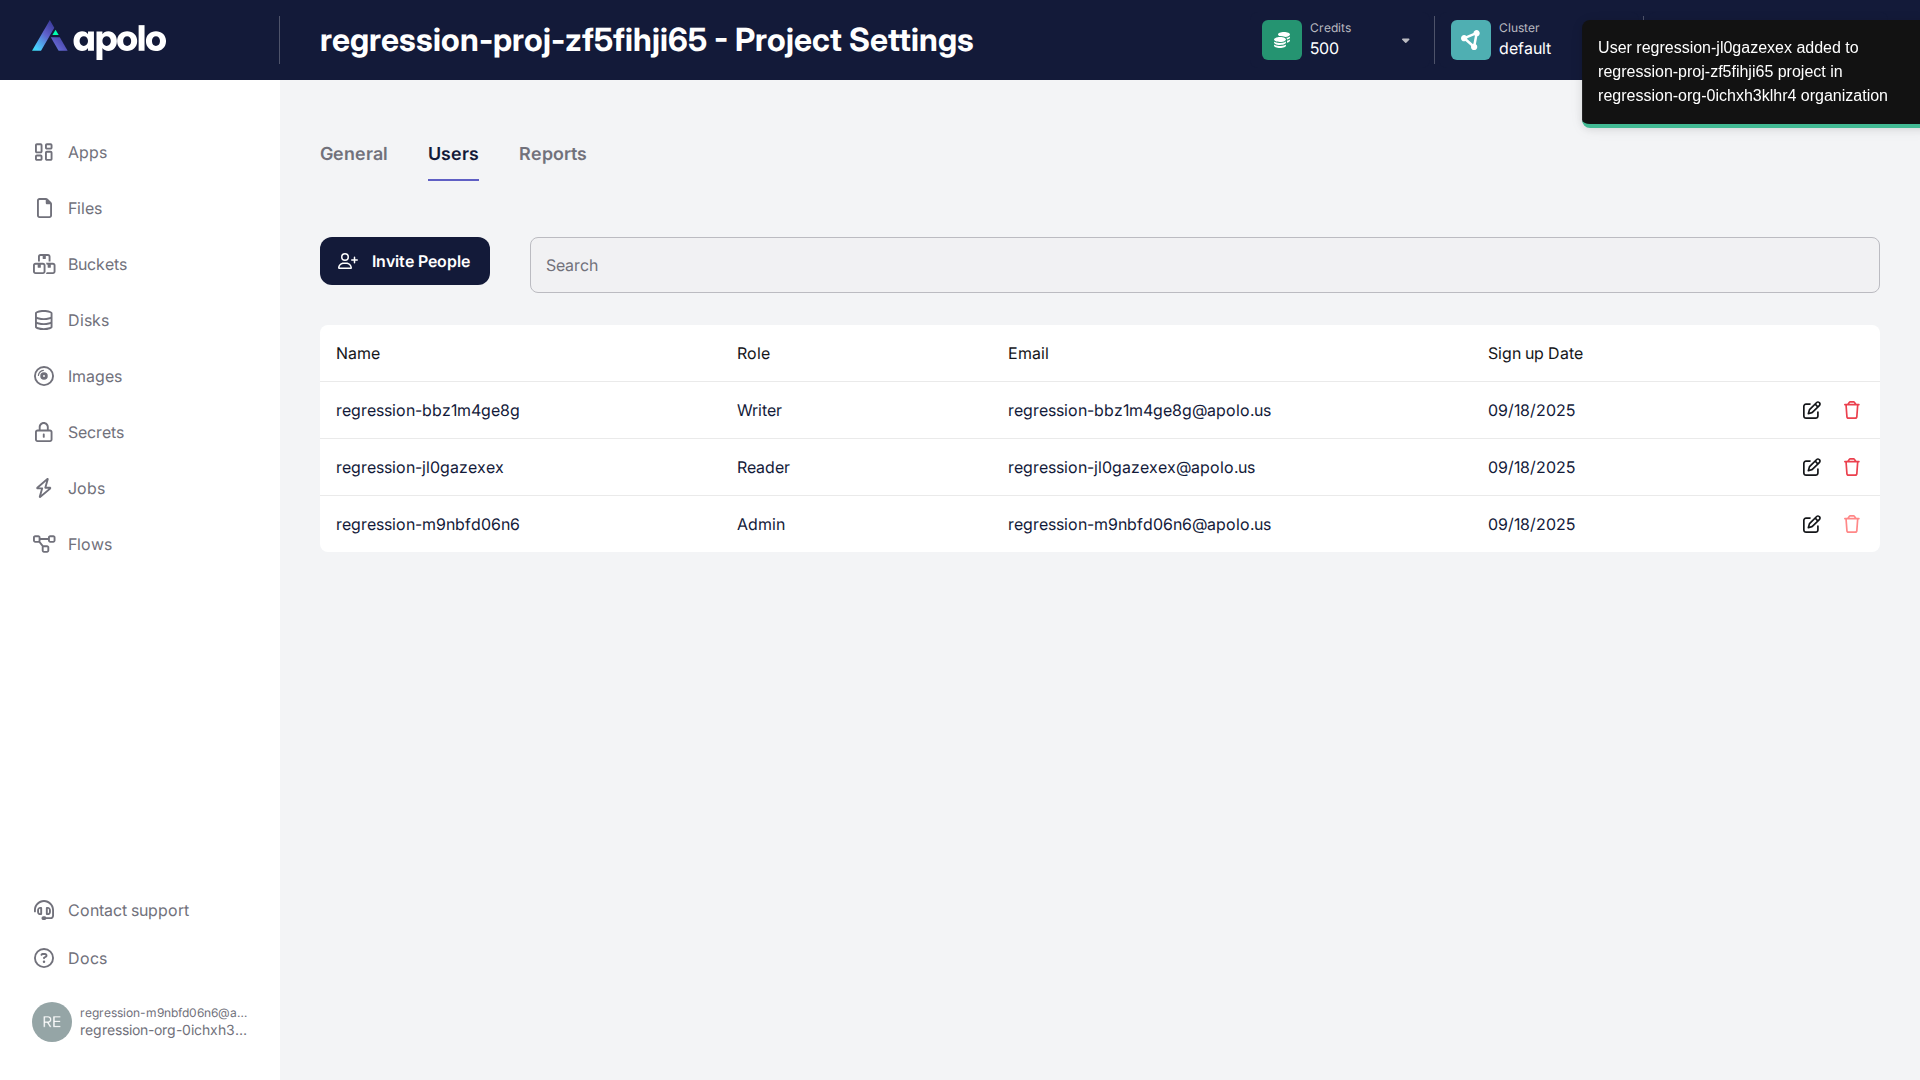 apolo
regression-proj-zf5fihji65 - Project Settings
Credits
500
Cluster
default
User regression-jl0gazexex added to
regression-proj-zf5fihji65 project in
regression-org-0ichxh3klhr4 organization
Apps
Files
Buckets
Disks
Images
Secrets
Jobs
Flows
Contact support
Docs
RE
regression-m9nbfd06n6@a...
regression-org-0ichxh3...
General Users Reports
Invite People
Search
Name Role Email Sign up Date
regression-bbz1m4ge8g Writer regression-bbz1m4ge8g@apolo.us 09/18/2025
regression-jl0gazexex Reader regression-jl0gazexex@apolo.us 09/18/2025
regression-m9nbfd06n6 Admin regression-m9nbfd06n6@apolo.us 09/18/2025